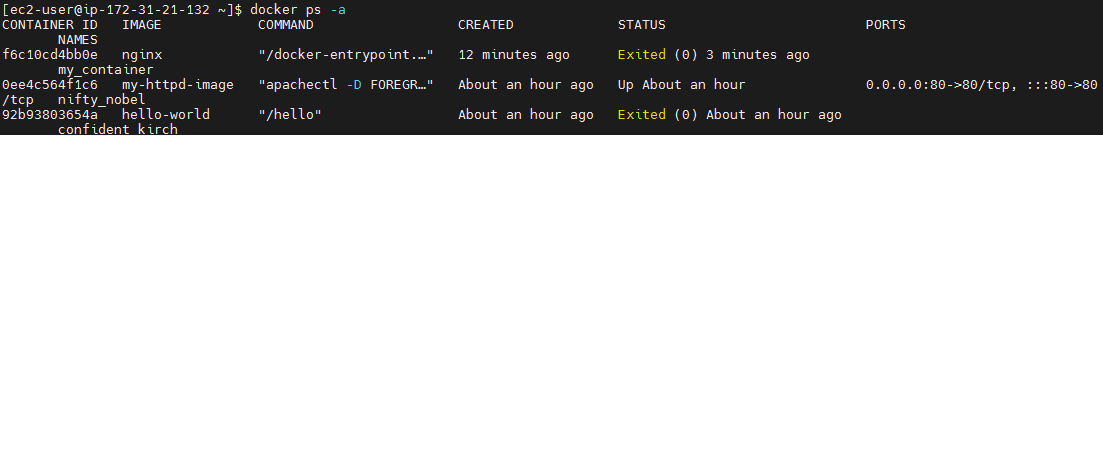 [ec2-user@ip-172-31-21-132 ~]$ docker ps -a
CONTAINER ID   IMAGE            COMMAND                  CREATED             STATUS                         PORTS
       NAMES
f6c10cd4bb0e   nginx            "/docker-entrypoint.…"   12 minutes ago      Exited (0) 3 minutes ago
       my_container
0ee4c564f1c6   my-httpd-image   "apachectl -D FOREGR…"   About an hour ago   Up About an hour               0.0.0.0:80->80/tcp, :::80->80
/tcp   nifty_nobel
92b93803654a   hello-world      "/hello"                 About an hour ago   Exited (0) About an hour ago
       confident_kirch